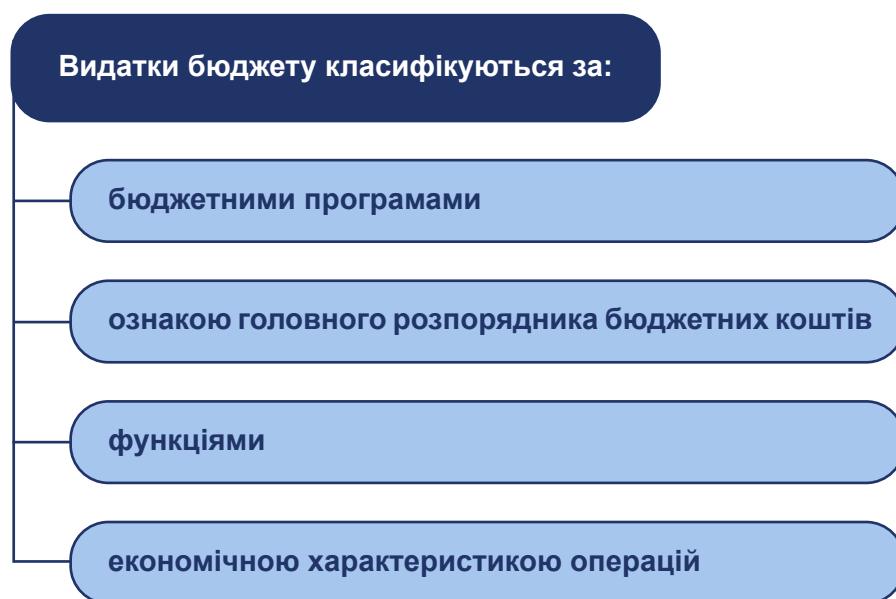 Видатки бюджету класифікуються за:
бюджетними програмами
ознакою головного розпорядника бюджетних коштів
функціями
економічною характеристикою операцій